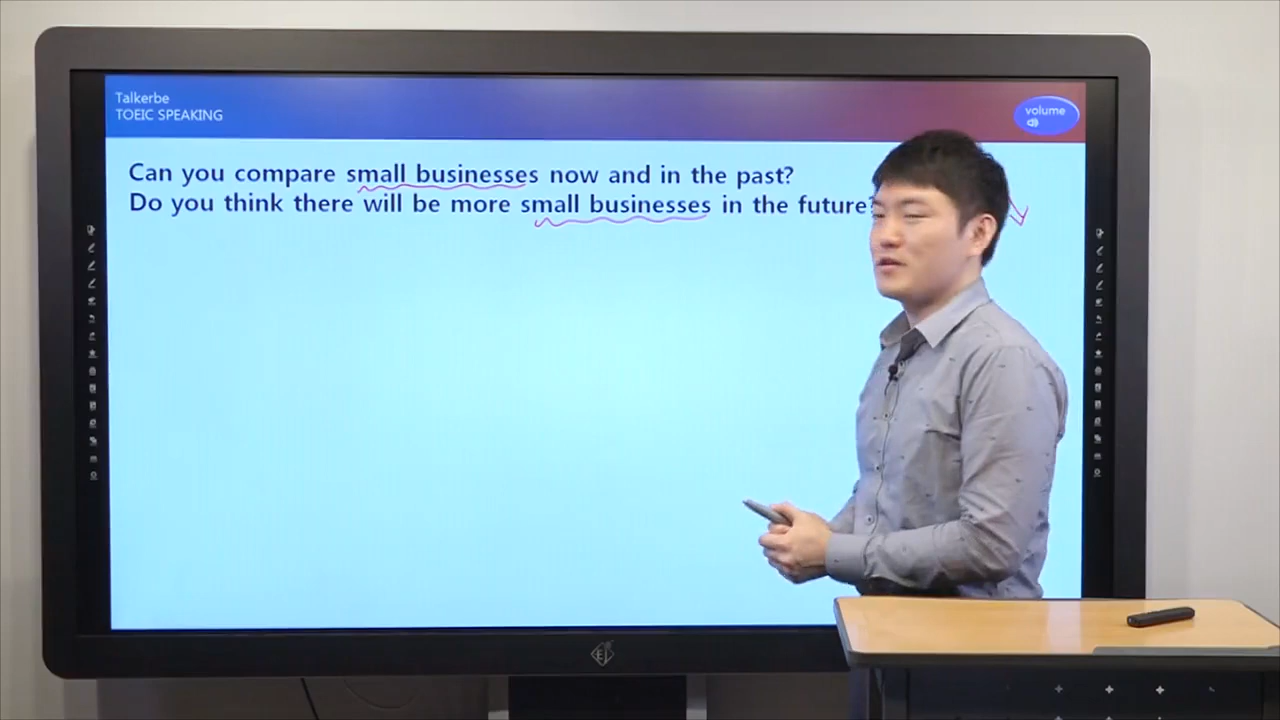 Talkerbe
TOEIC SPEAKING
volume
Can you compare small businesses now and in the past?
Do you think there will be more small businesses in the future?